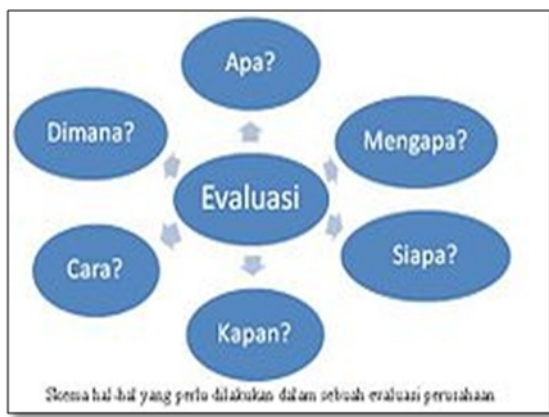 Apa?
Dimana?
Mengapa?
Evaluasi
Cara?
Siapa?
Kapan?
Skema hal-hal yang perlu dilakukan dalam sebuah evaluasi perusahaan